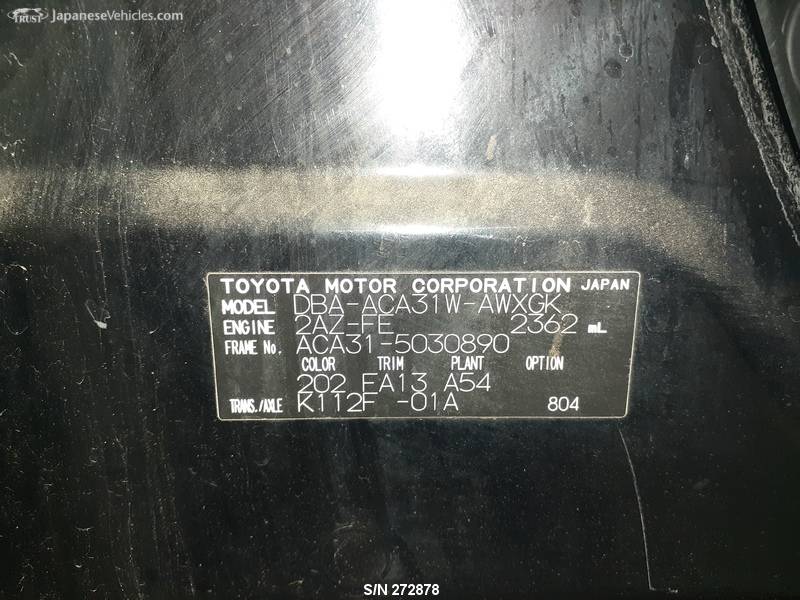 TRUST JapaneseVehicles.com
TOYOTA MOTOR CORPORATION JAPAN
MODEL DBA-ACA31W-AWXGK
ENGINE 2AZ-FE 2362 mL
FRAME No. ACA31-5030890
COLOR TRIM PLANT OPTION
202 FA13 A54
TRANS./AXLE K112F -01A 804
S/N 272878